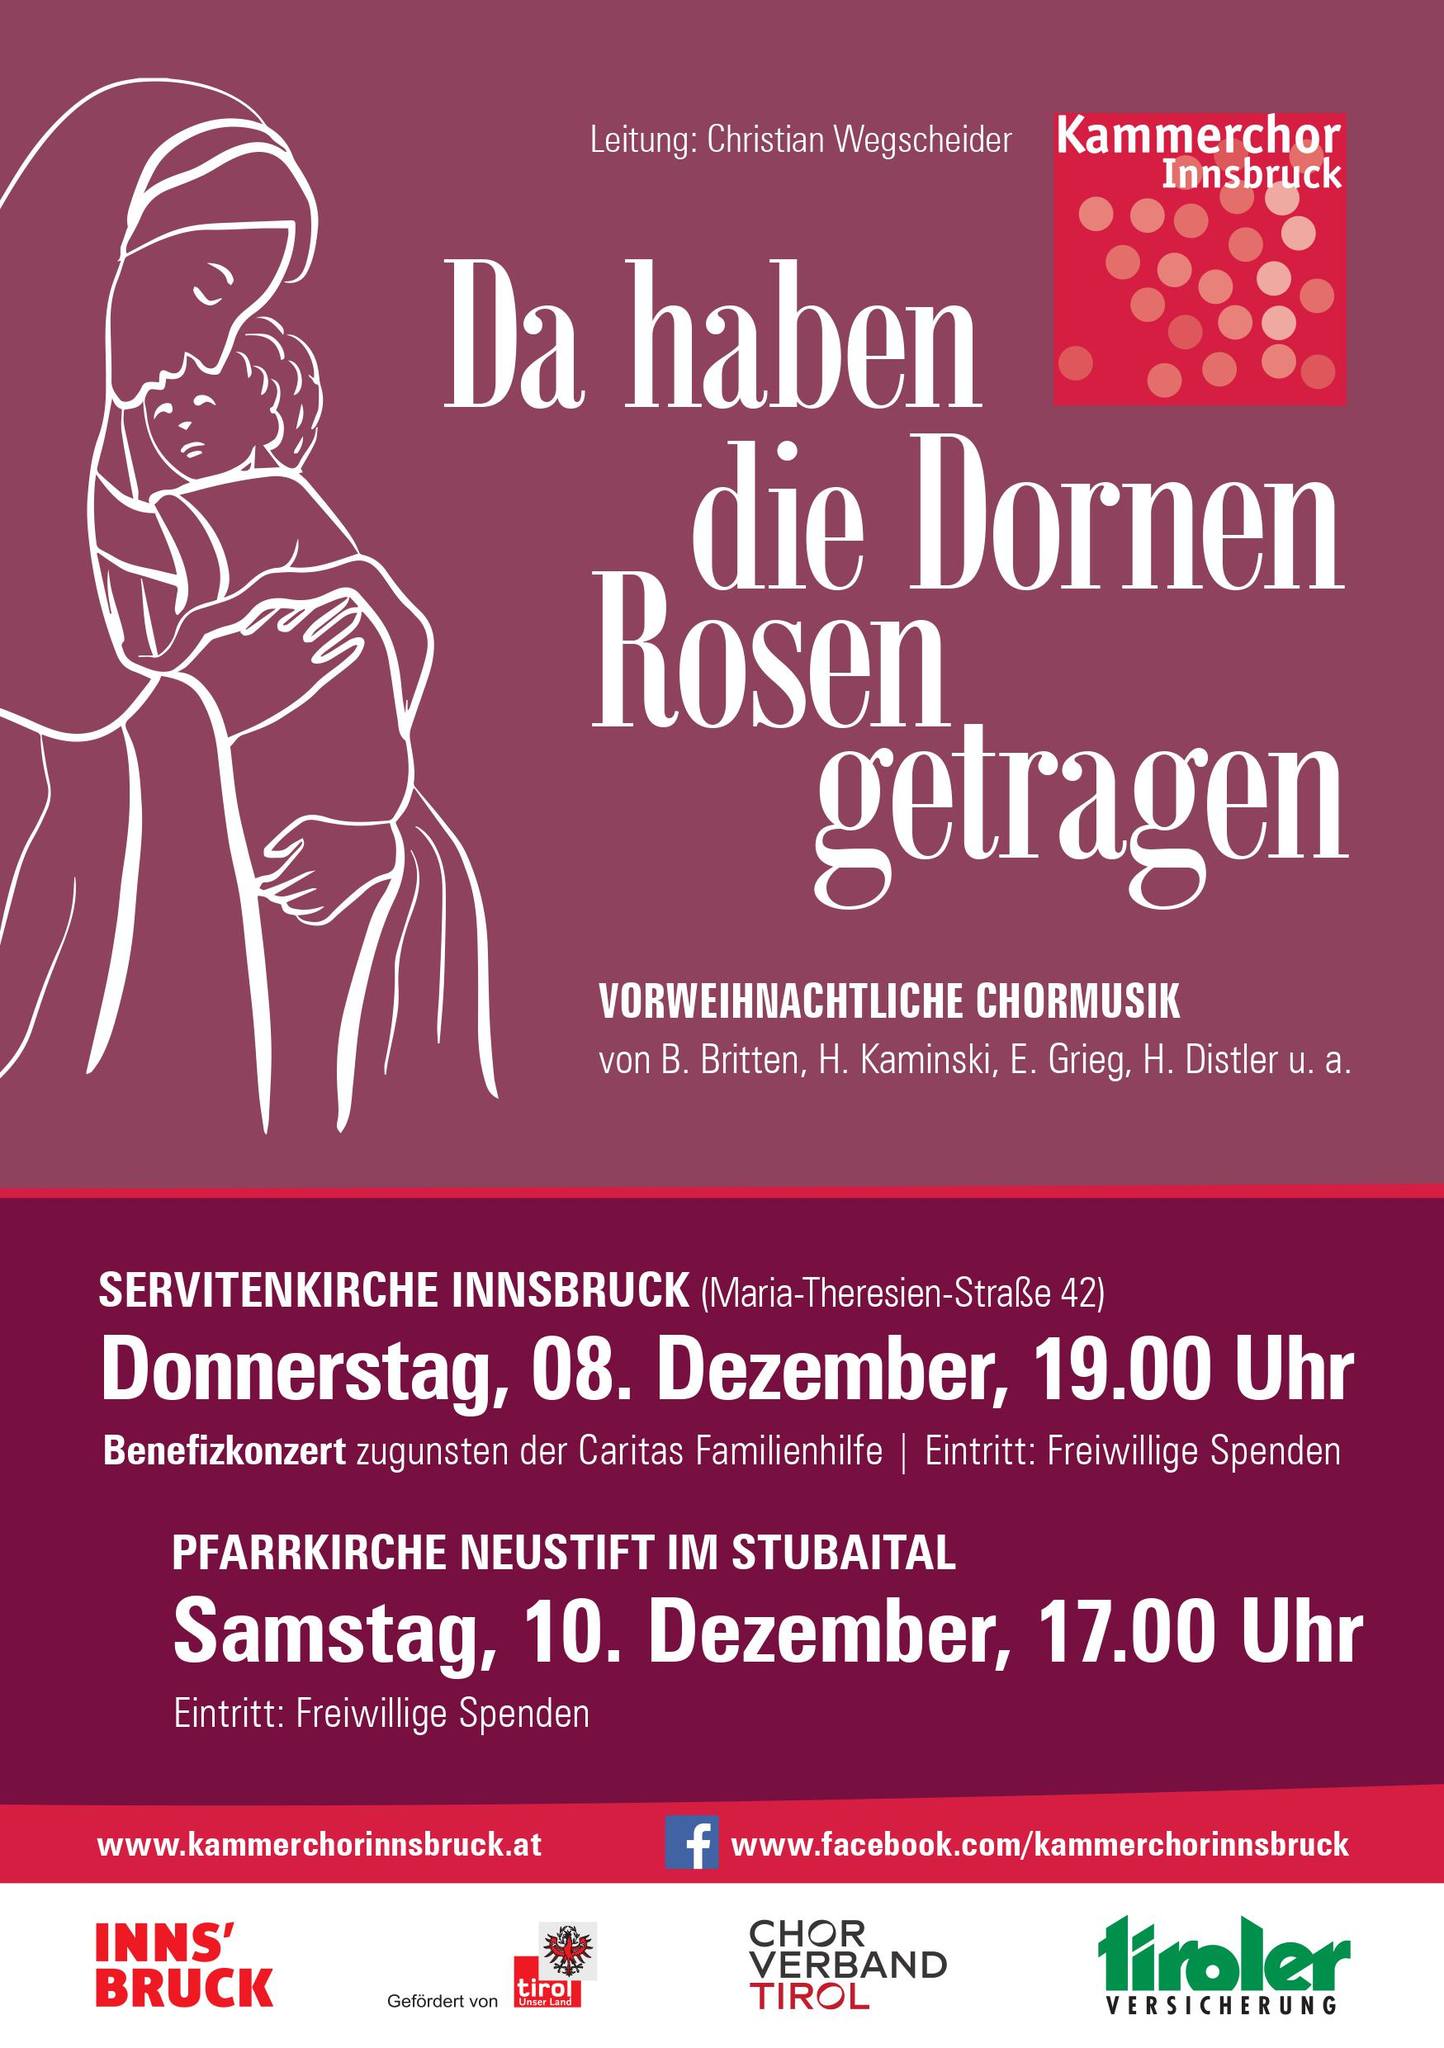 Leitung: Christian Wegscheider
Kammerchor
Innsbruck
Da haben
die Dornen
Rosen
getragen
VORWEIHNACHTLICHE CHORMUSIK
von B. Britten, H. Kaminski, E. Grieg, H. Distler u. a.
SERVITENKIRCHE INNSBRUCK (Maria-Theresien-Straße 42)
Donnerstag, 08. Dezember, 19.00 Uhr
Benefizkonzert zugunsten der Caritas Familienhilfe | Eintritt: Freiwillige Spenden
PFARRKIRCHE NEUSTIFT IM STUBAITAL
Samstag, 10. Dezember, 17.00 Uhr
Eintritt: Freiwillige Spenden
www.kammerchorinnsbruck.at
f www.facebook.com/kammerchorinnsbruck
INNS'
BRUCK
Gefördert von
tirol
Unser Land
CHOR
VERBAND
TIROL
tiroler
VERSICHERUNG